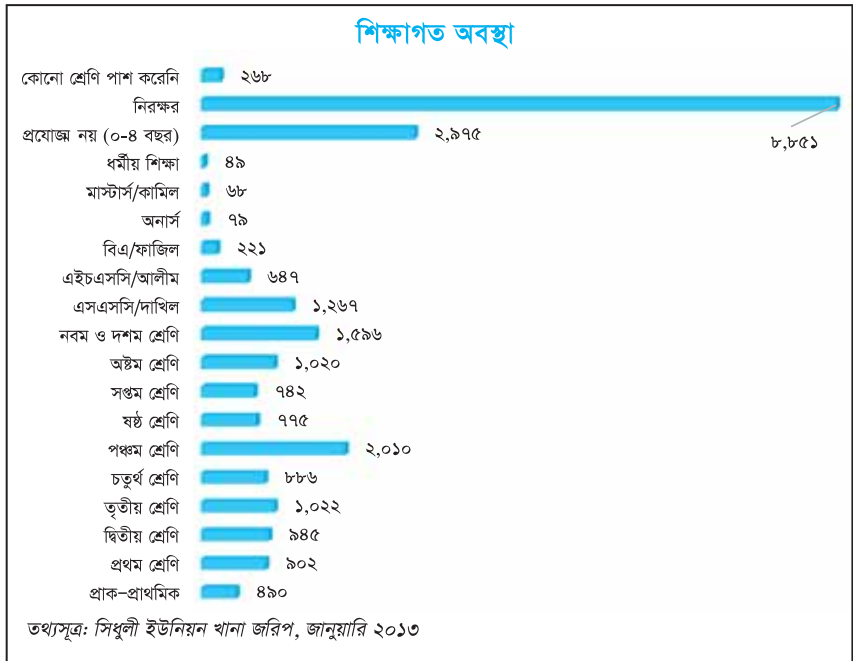 শিক্ষাগত অবস্থা
কোনো শ্রেণি পাশ করেনি ২৬৮
নিরক্ষর ৮,৮৫১
প্রযোজ্য নয় (০-৪ বছর) ২,৯৭৫
ধর্মীয় শিক্ষা ৪৯
মাস্টার্স/কামিল ৬৮
অনার্স ৭৯
বিএ/ফাজিল ২২১
এইচএসসি/আলীম ৬৪৭
এসএসসি/দাখিল ১,২৬৭
নবম ও দশম শ্রেণি ১,৫৯৬
অষ্টম শ্রেণি ১,০২০
সপ্তম শ্রেণি ৭৪২
ষষ্ঠ শ্রেণি ৭৭৫
পঞ্চম শ্রেণি ২,০১০
চতুর্থ শ্রেণি ৮৮৬
তৃতীয় শ্রেণি ১,০২২
দ্বিতীয় শ্রেণি ৯৪৫
প্রথম শ্রেণি ৯০২
প্রাক-প্রাথমিক ৪৯০
তথ্যসূত্র: সিধুলী ইউনিয়ন খানা জরিপ, জানুয়ারি ২০১৩